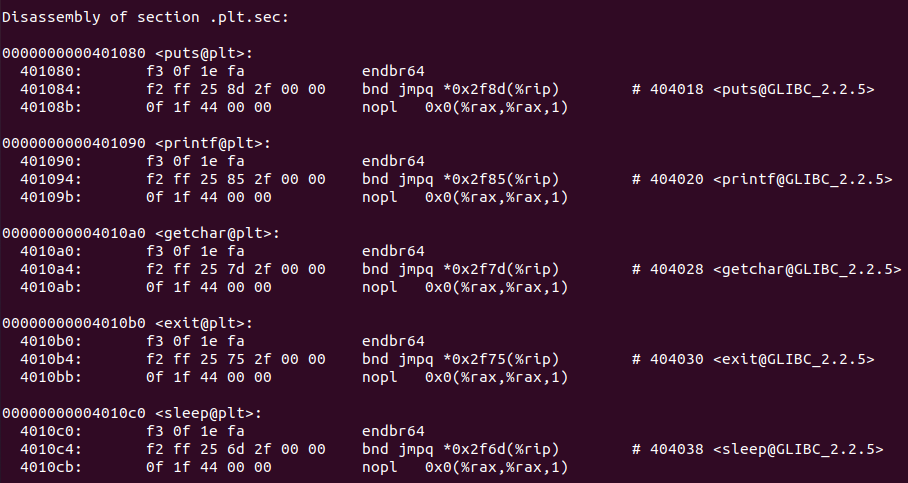 Disassembly of section .plt.sec:

0000000000401080 <puts@plt>:
  401080:       f3 0f 1e fa             endbr64
  401084:       f2 ff 25 8d 2f 00 00    bnd jmpq *0x2f8d(%rip)        # 404018 <puts@GLIBC_2.2.5>
  40108b:       0f 1f 44 00 00          nopl   0x0(%rax,%rax,1)

0000000000401090 <printf@plt>:
  401090:       f3 0f 1e fa             endbr64
  401094:       f2 ff 25 85 2f 00 00    bnd jmpq *0x2f85(%rip)        # 404020 <printf@GLIBC_2.2.5>
  40109b:       0f 1f 44 00 00          nopl   0x0(%rax,%rax,1)

00000000004010a0 <getchar@plt>:
  4010a0:       f3 0f 1e fa             endbr64
  4010a4:       f2 ff 25 7d 2f 00 00    bnd jmpq *0x2f7d(%rip)        # 404028 <getchar@GLIBC_2.2.5>
  4010ab:       0f 1f 44 00 00          nopl   0x0(%rax,%rax,1)

00000000004010b0 <exit@plt>:
  4010b0:       f3 0f 1e fa             endbr64
  4010b4:       f2 ff 25 75 2f 00 00    bnd jmpq *0x2f75(%rip)        # 404030 <exit@GLIBC_2.2.5>
  4010bb:       0f 1f 44 00 00          nopl   0x0(%rax,%rax,1)

00000000004010c0 <sleep@plt>:
  4010c0:       f3 0f 1e fa             endbr64
  4010c4:       f2 ff 25 6d 2f 00 00    bnd jmpq *0x2f6d(%rip)        # 404038 <sleep@GLIBC_2.2.5>
  4010cb:       0f 1f 44 00 00          nopl   0x0(%rax,%rax,1)